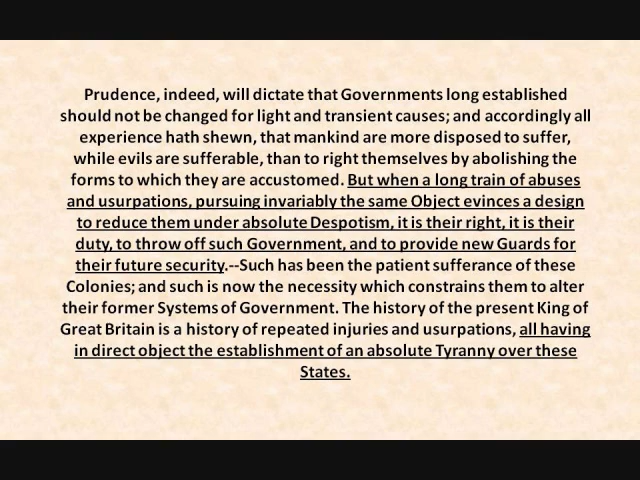 Prudence, indeed, will dictate that Governments long established
should not be changed for light and transient causes; and accordingly all
experience hath shewn, that mankind are more disposed to suffer,
while evils are sufferable, than to right themselves by abolishing the
forms to which they are accustomed. But when a long train of abuses
and usurpations, pursuing invariably the same Object evinces a design
to reduce them under absolute Despotism, it is their right, it is their
duty, to throw off such Government, and to provide new Guards for
their future security.--Such has been the patient sufferance of these
Colonies; and such is now the necessity which constrains them to alter
their former Systems of Government. The history of the present King of
Great Britain is a history of repeated injuries and usurpations, all having
in direct object the establishment of an absolute Tyranny over these
States.